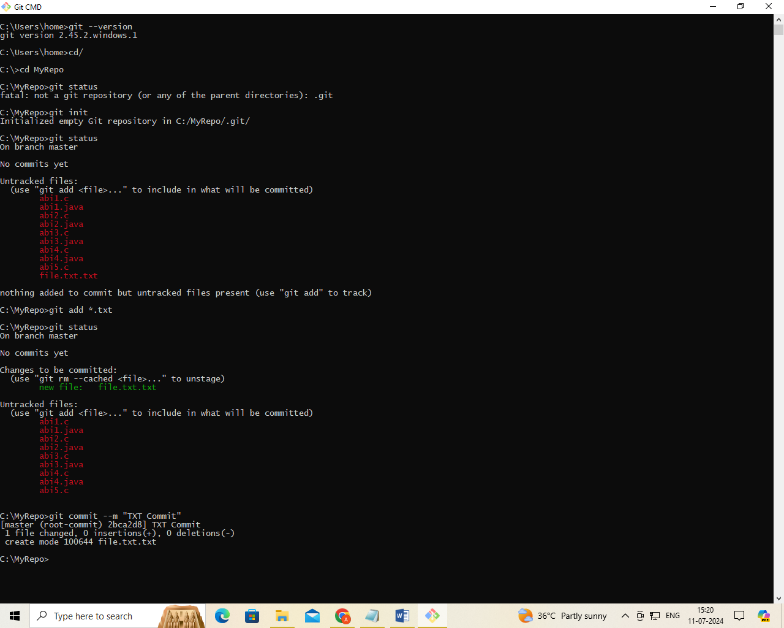 Git CMD
C:\Users\home>git --version
git version 2.45.2.windows.1
C:\Users\home>cd/
C:\>cd MyRepo
C:\MyRepo>git status
fatal: not a git repository (or any of the parent directories): .git
C:\MyRepo>git init
Initialized empty Git repository in C:/MyRepo/.git/
C:\MyRepo>git status
On branch master
No commits yet
Untracked files:
(use "git add <file>..." to include in what will be committed)
abi1.c
abi1.java
abi2.c
abi2.java
abi3.c
abi3.java
abi4.c
abi4.java
abi5.c
file.txt.txt
nothing added to commit but untracked files present (use "git add" to track)
C:\MyRepo>git add *.txt
C:\MyRepo>git status
On branch master
No commits yet
Changes to be committed:
(use "git rm --cached <file>..." to unstage)
new file:   file.txt.txt
Untracked files:
(use "git add <file>..." to include in what will be committed)
abi1.c
abi1.java
abi2.c
abi2.java
abi3.c
abi3.java
abi4.c
abi4.java
abi5.c
C:\MyRepo>git commit --m "TXT Commit"
[master (root-commit) 2bca2d8] TXT Commit
1 file changed, 0 insertions(+), 0 deletions(-)
create mode 100644 file.txt.txt
C:\MyRepo>
Type here to search
36°C Partly sunny
ENG
15:20
11-07-2024